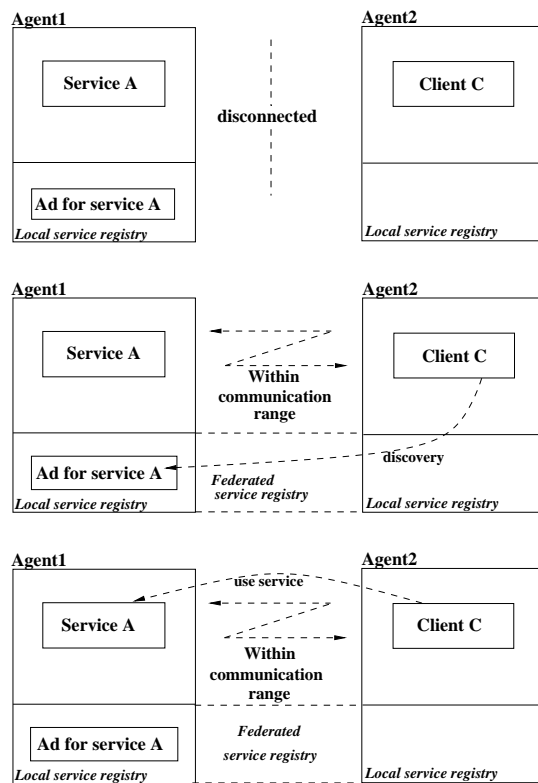 Agent1
Agent2
Service A
Client C
disconnected
Ad for service A
Local service registry
Local service registry
Agent1
Agent2
Service A
Client C
Within
communication
range
discovery
Ad for service A
Federated
service registry
Local service registry
Local service registry
Agent1
Agent2
use service
Service A
Client C
Within
communication
range
Ad for service A
Federated
service registry
Local service registry
Local service registry